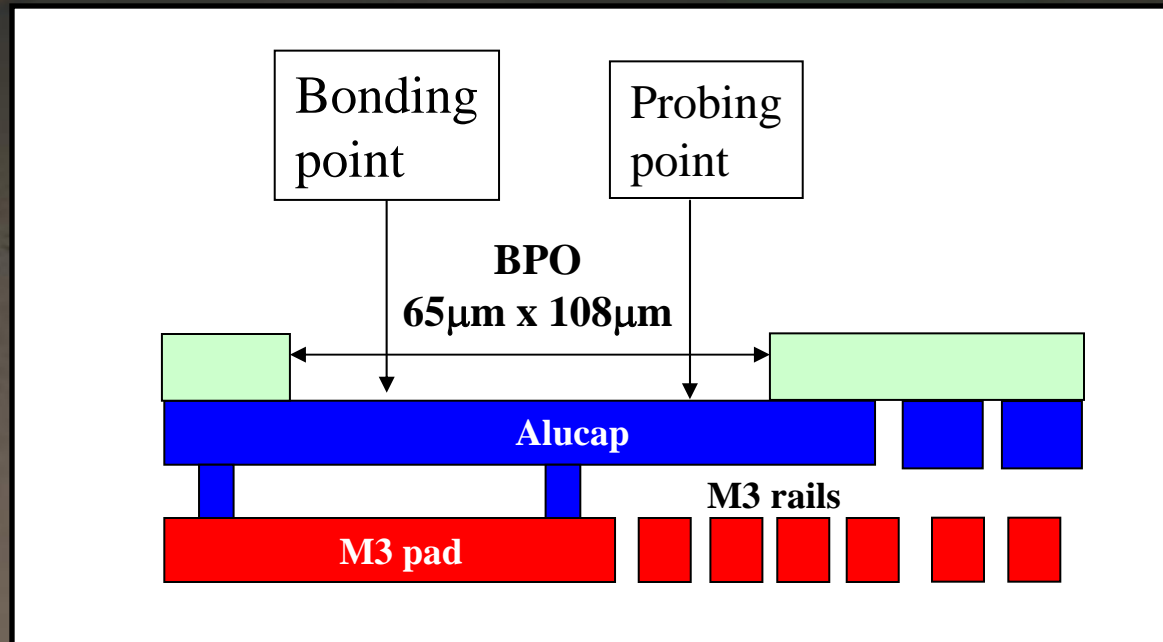 Bonding
point
Probing
point
BPO
65μm x 108μm
Alucap
M3 rails
M3 pad